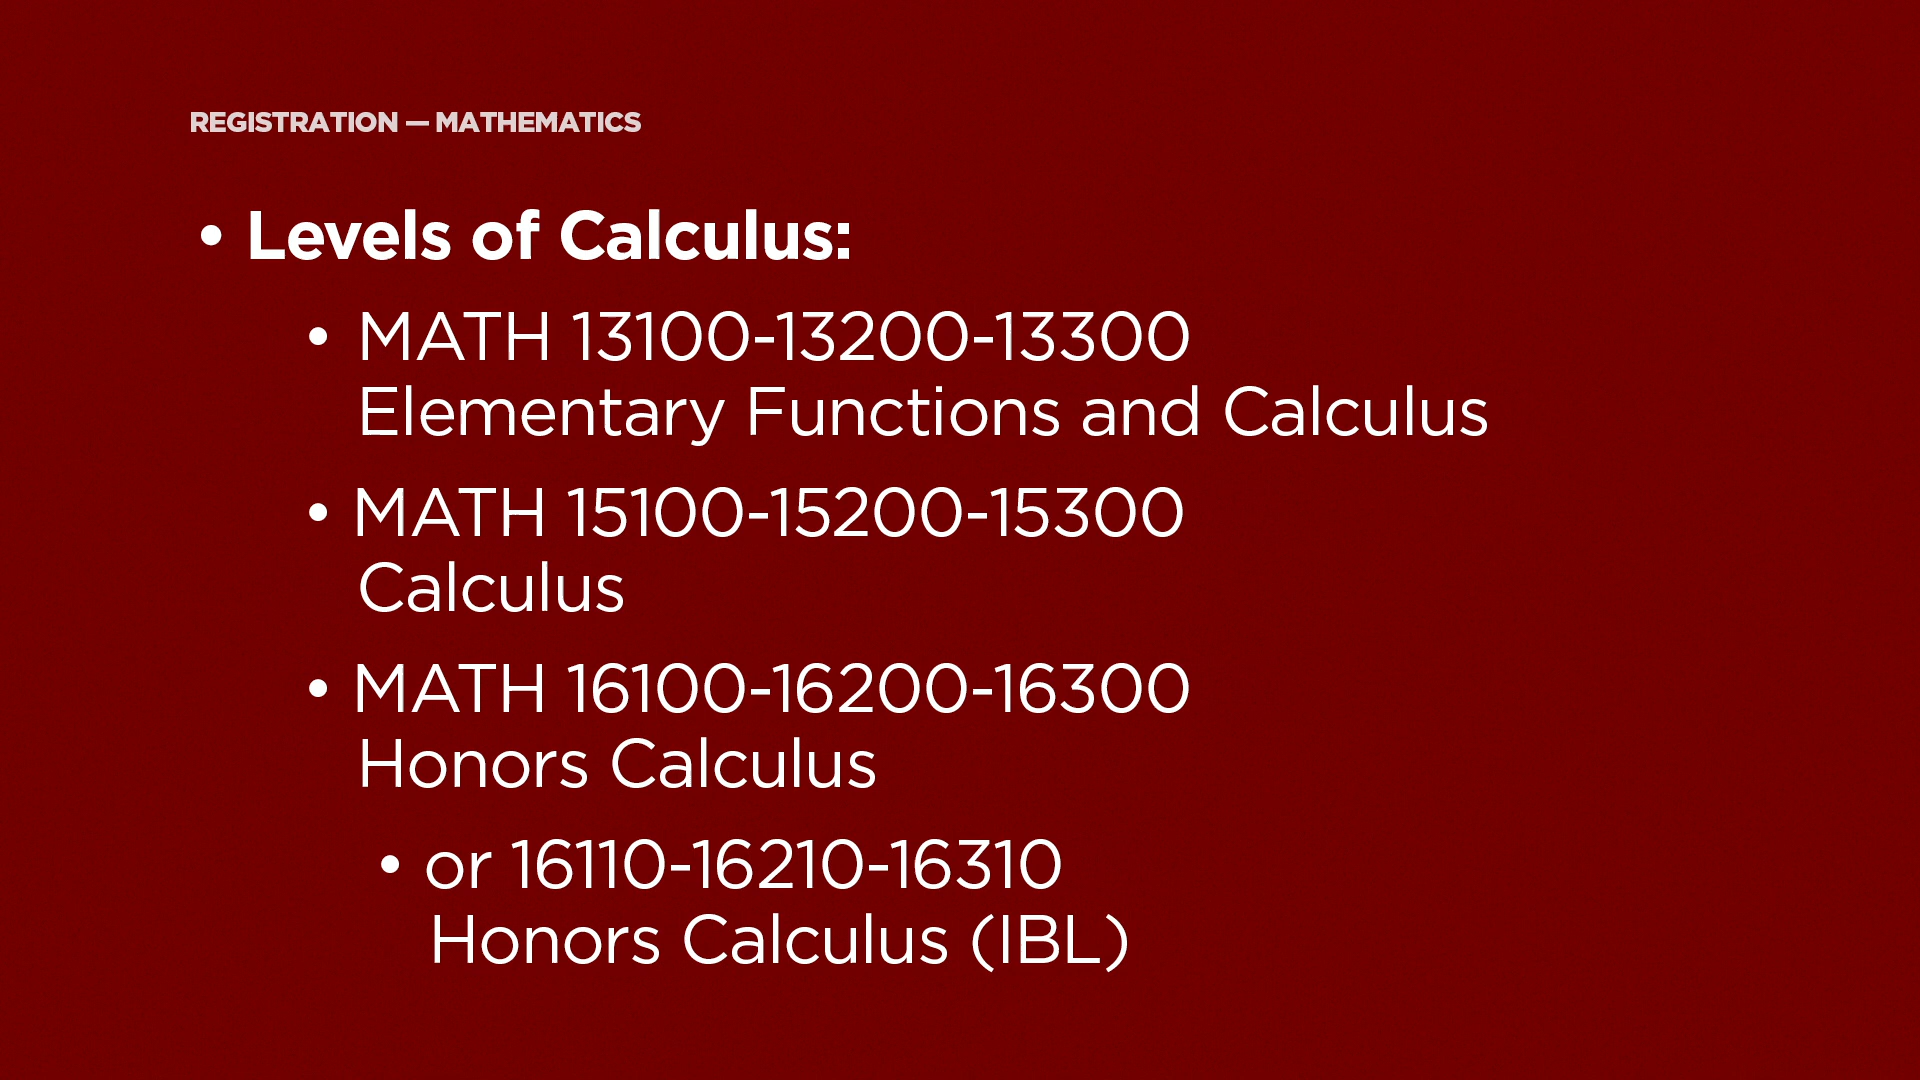 REGISTRATION — MATHEMATICS
• Levels of Calculus:
• MATH 13100-13200-13300
Elementary Functions and Calculus
• MATH 15100-15200-15300
Calculus
• MATH 16100-16200-16300
Honors Calculus
• or 16110-16210-16310
Honors Calculus (IBL)